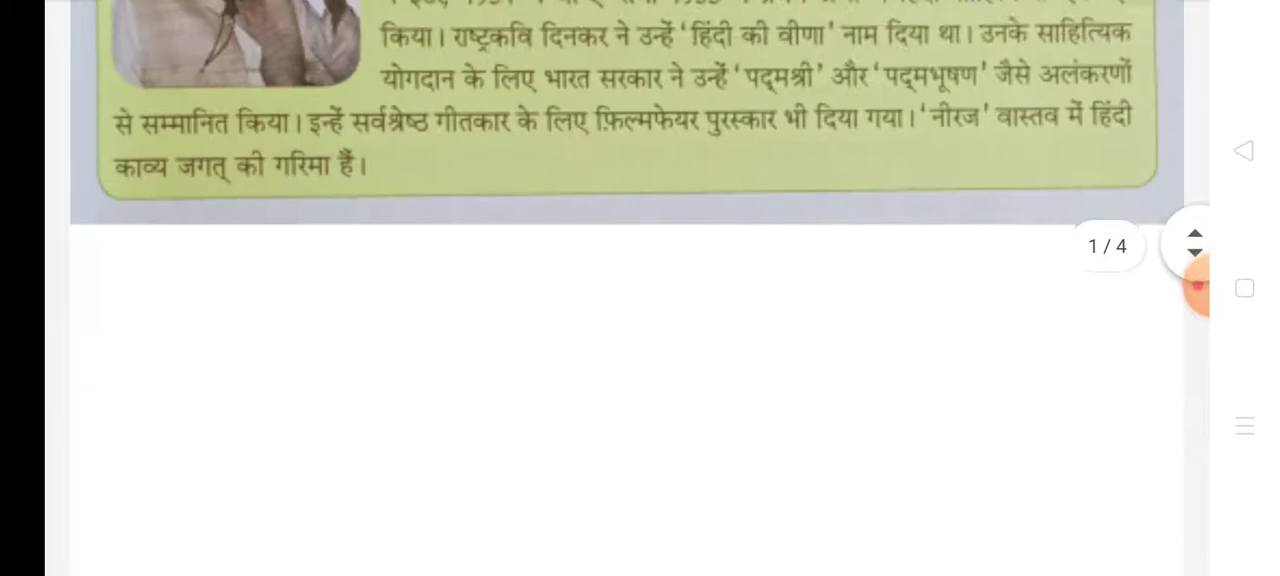 किया। राष्ट्रकवि दिनकर ने उन्हें ‘हिंदी की वीणा’ नाम दिया था। उनके साहित्यिक
योगदान के लिए भारत सरकार ने उन्हें ‘पद्मश्री’ और ‘पद्मभूषण’ जैसे अलंकरणों
से सम्मानित किया। इन्हें सर्वश्रेष्ठ गीतकार के लिए फ़िल्मफेयर पुरस्कार भी दिया गया। ‘नीरज’ वास्तव में हिंदी
काव्य जगत् की गरिमा हैं।
1 / 4